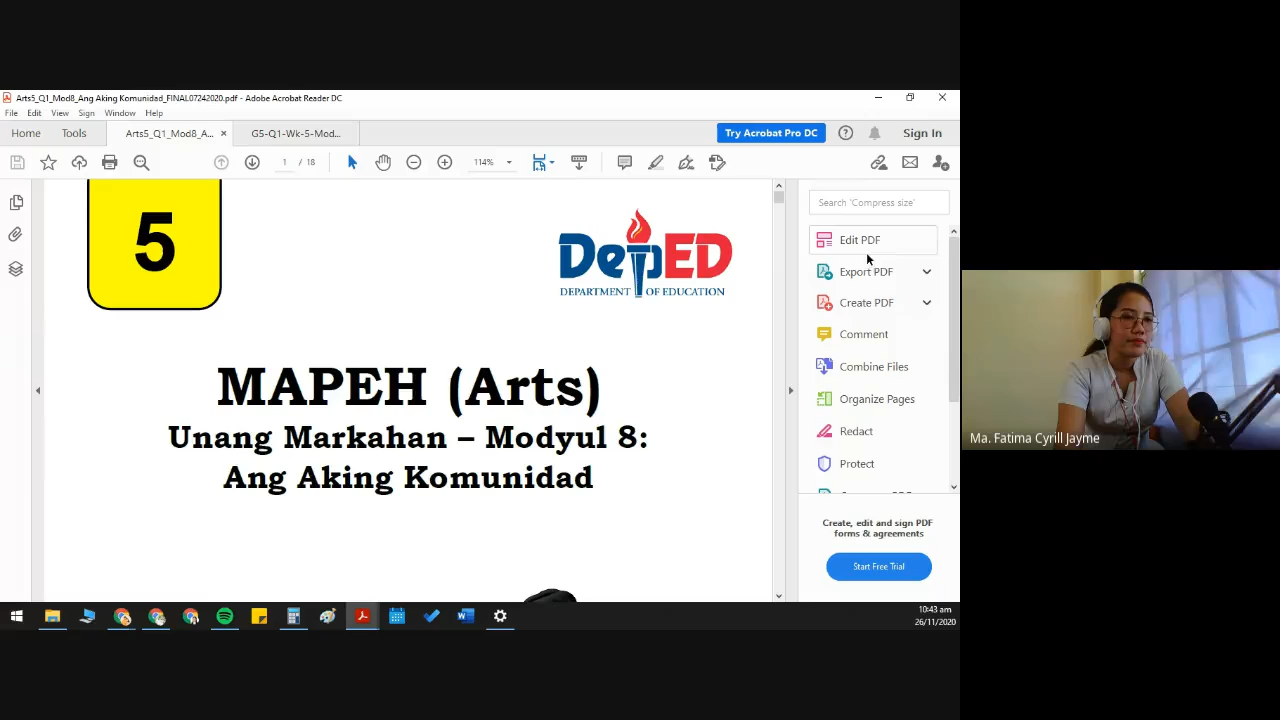 Arts5_Q1_Mod8_Ang Aking Komunidad_FINAL07242020.pdf - Adobe Acrobat Reader DC
File Edit View Sign Window Help
Home Tools Arts5_Q1_Mod8_A... × G5-Q1-Wk-5-Mod... Try Acrobat Pro DC Sign In
1 / 18 114%
5
DepED
DEPARTMENT OF EDUCATION
MAPEH (Arts)
Unang Markahan – Modyul 8:
Ang Aking Komunidad
Search 'Compress size'
Edit PDF
Export PDF
Create PDF
Comment
Combine Files
Organize Pages
Redact
Protect
Create, edit and sign PDF
forms & agreements
Start Free Trial
10:43 am
26/11/2020
Ma. Fatima Cyrill Jayme